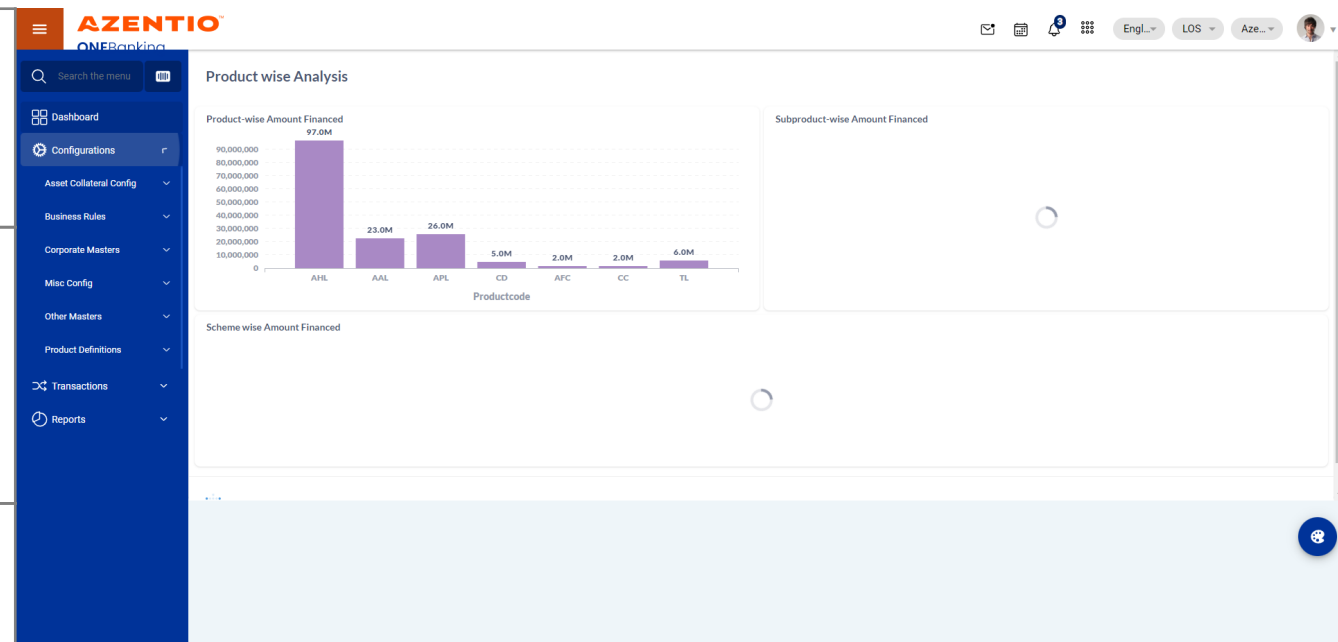 AZENTIO
ONEBanking
3
Engl...
LOS
Aze...
Search the menu
Dashboard
Configurations
Asset Collateral Config
Business Rules
Corporate Masters
Misc Config
Other Masters
Product Definitions
Transactions
Reports
Product wise Analysis
Product-wise Amount Financed
97.0M
90,000,000
80,000,000
70,000,000
60,000,000
50,000,000
40,000,000
30,000,000
20,000,000
10,000,000
0
23.0M
26.0M
5.0M
2.0M
2.0M
6.0M
AHL AAL APL CD AFC CC TL
Productcode
Subproduct-wise Amount Financed
Scheme wise Amount Financed